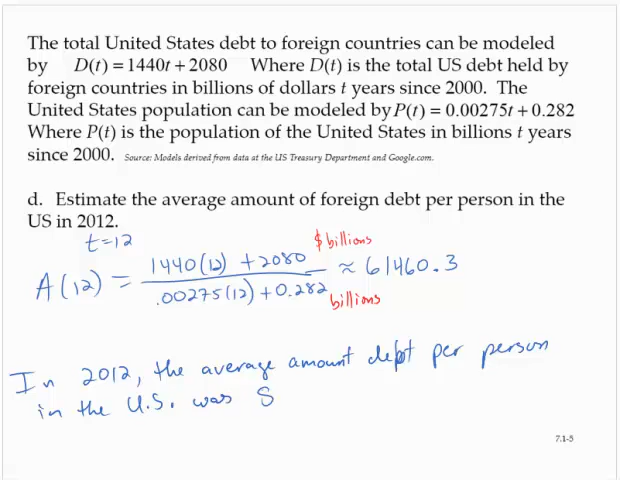 The total United States debt to foreign countries can be modeled
by D(t) = 1440t + 2080 Where D(t) is the total US debt held by
foreign countries in billions of dollars t years since 2000. The
United States population can be modeled by P(t) = 0.00275t + 0.282
Where P(t) is the population of the United States in billions t years
since 2000. Source: Models derived from data at the US Treasury Department and Google.com.
d. Estimate the average amount of foreign debt per person in the
US in 2012.
t=12
A(12) = \frac{1440(12) + 2080}{.00275(12) + 0.282} ≈ 61460.3
$ billions
billions
In 2012, the average amount debt per person
in the U.S. was S
7.1-5